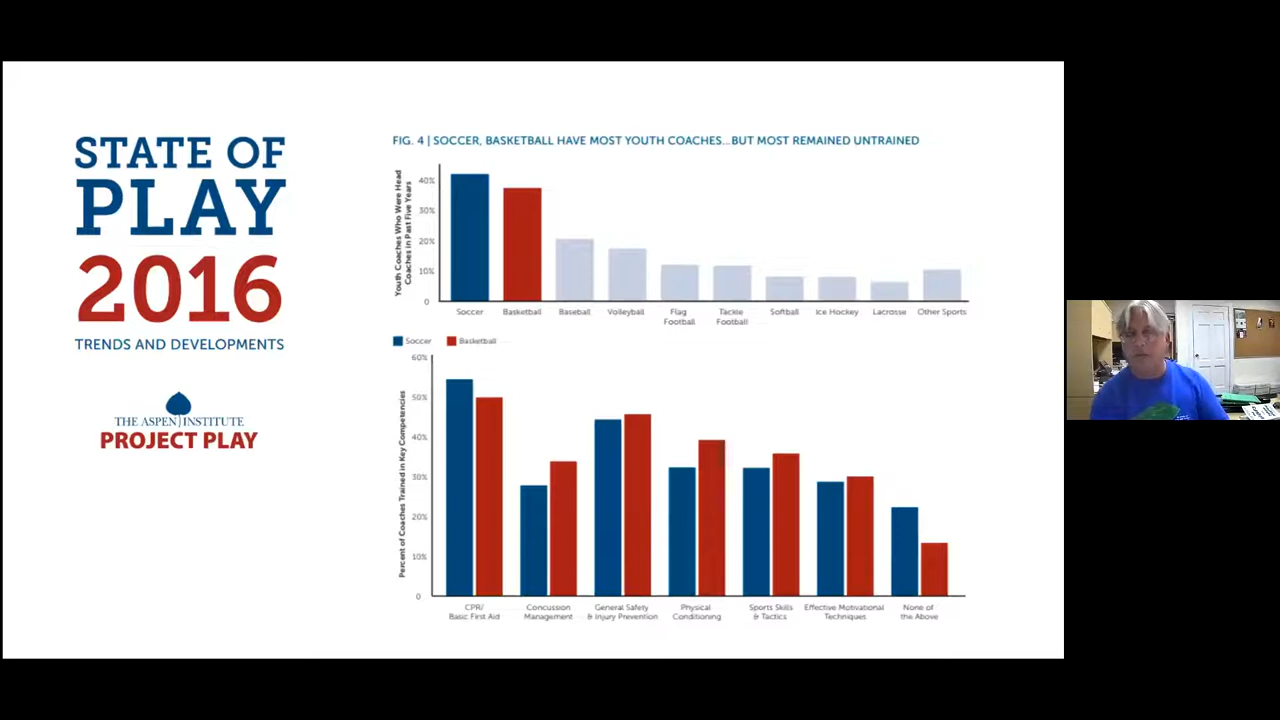 STATE OF
PLAY
2016
TRENDS AND DEVELOPMENTS
THE ASPEN INSTITUTE
PROJECT PLAY
FIG. 4 | SOCCER, BASKETBALL HAVE MOST YOUTH COACHES...BUT MOST REMAINED UNTRAINED
Youth Coaches Who Were Head
Coaches in Past Five Years
40%
30%
20%
10%
0
Soccer
Basketball
Baseball
Volleyball
Flag
Football
Tackle
Football
Softball
Ice Hockey
Lacrosse
Other Sports
Soccer
Basketball
Percent of Coaches Trained in Key Competencies
60%
50%
40%
30%
20%
10%
0
CPR/
Basic First Aid
Concussion
Management
General Safety
& Injury Prevention
Physical
Conditioning
Sports Skills
& Tactics
Effective Motivational
Techniques
None of
the Above